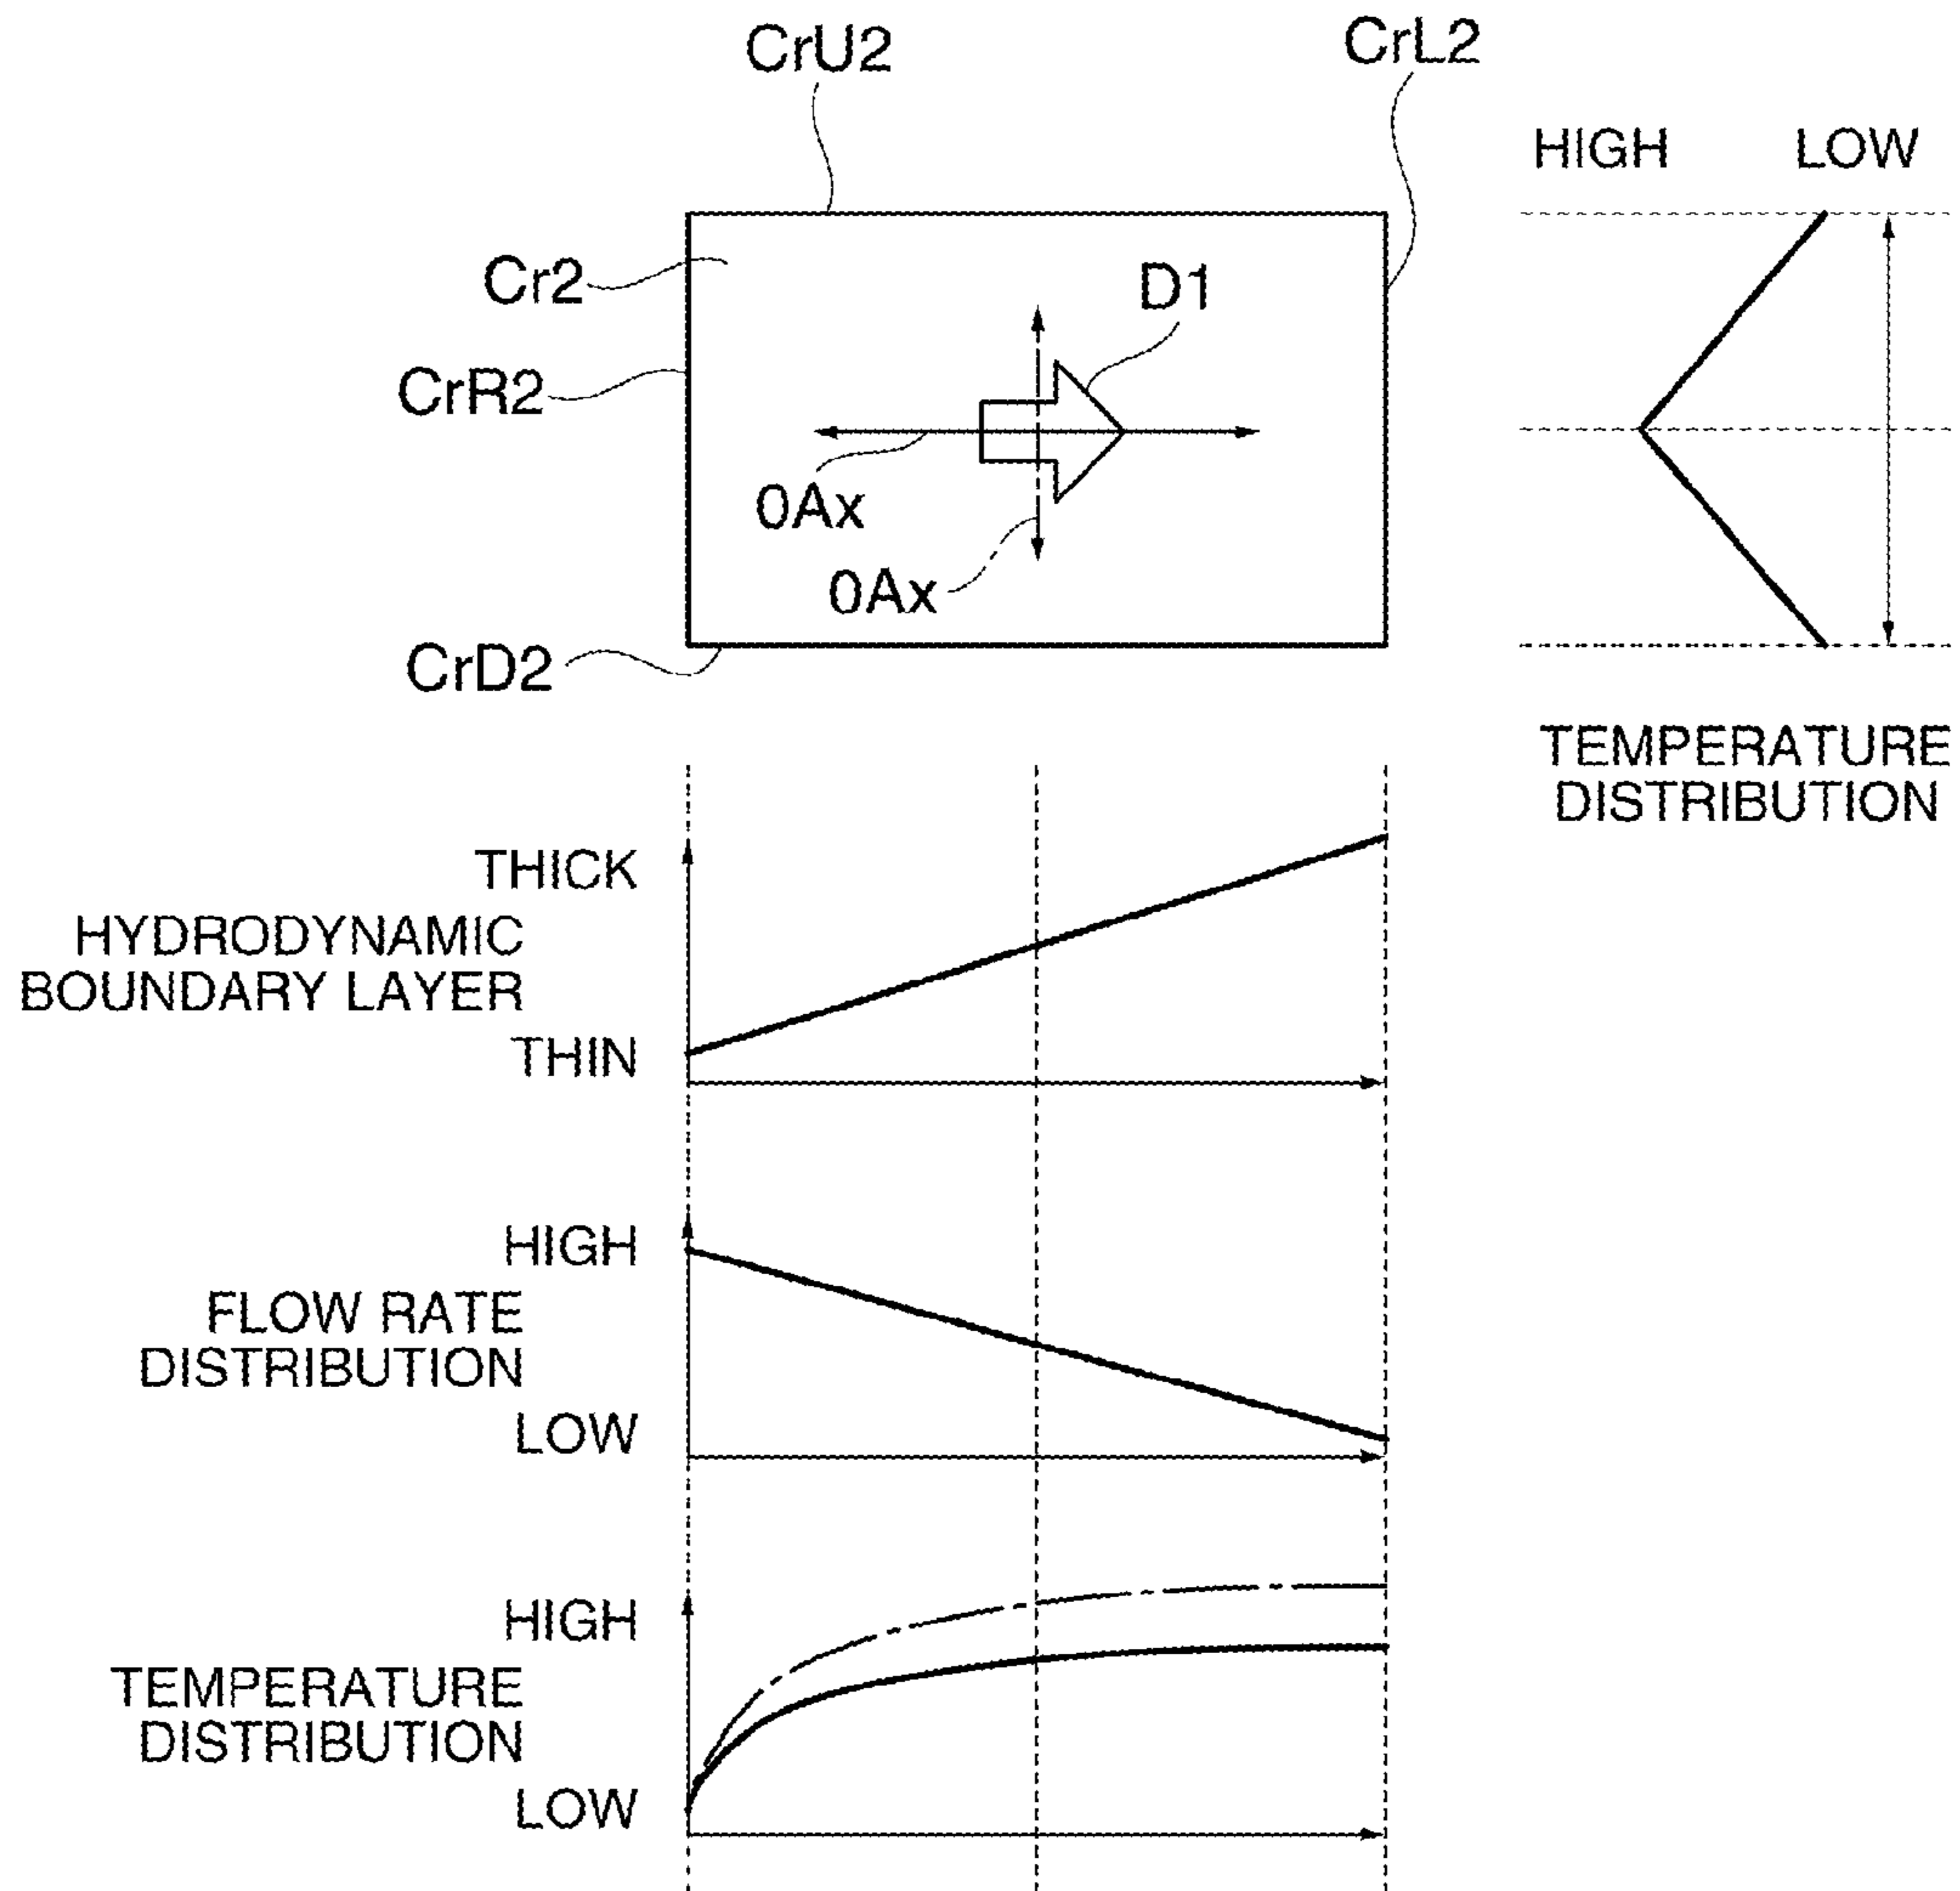 CrU2
CrL2
HIGH
LOW
Cr2
D1
CrR2
0Ax
0Ax
CrD2
TEMPERATURE
DISTRIBUTION
THICK
HYDRODYNAMIC
BOUNDARY LAYER
THIN
HIGH
FLOW RATE
DISTRIBUTION
LOW
HIGH
TEMPERATURE
DISTRIBUTION
LOW